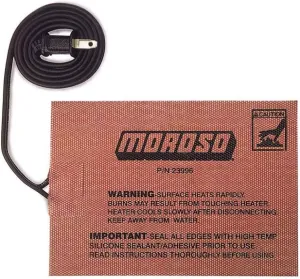 CAUTION
MOROSO
P/N 23996
WARNING-SURFACE HEATS RAPIDLY.
BURNS MAY RESULT FROM TOUCHING HEATER.
HEATER COOLS SLOWLY AFTER DISCONNECTING.
KEEP AWAY FROM WATER.
IMPORTANT-SEAL ALL EDGES WITH HIGH TEMP
SILICONE SEALANT/ADHESIVE PRIOR TO USE
READ INSTRUCTIONS THOROUGHLY BEFORE USING.